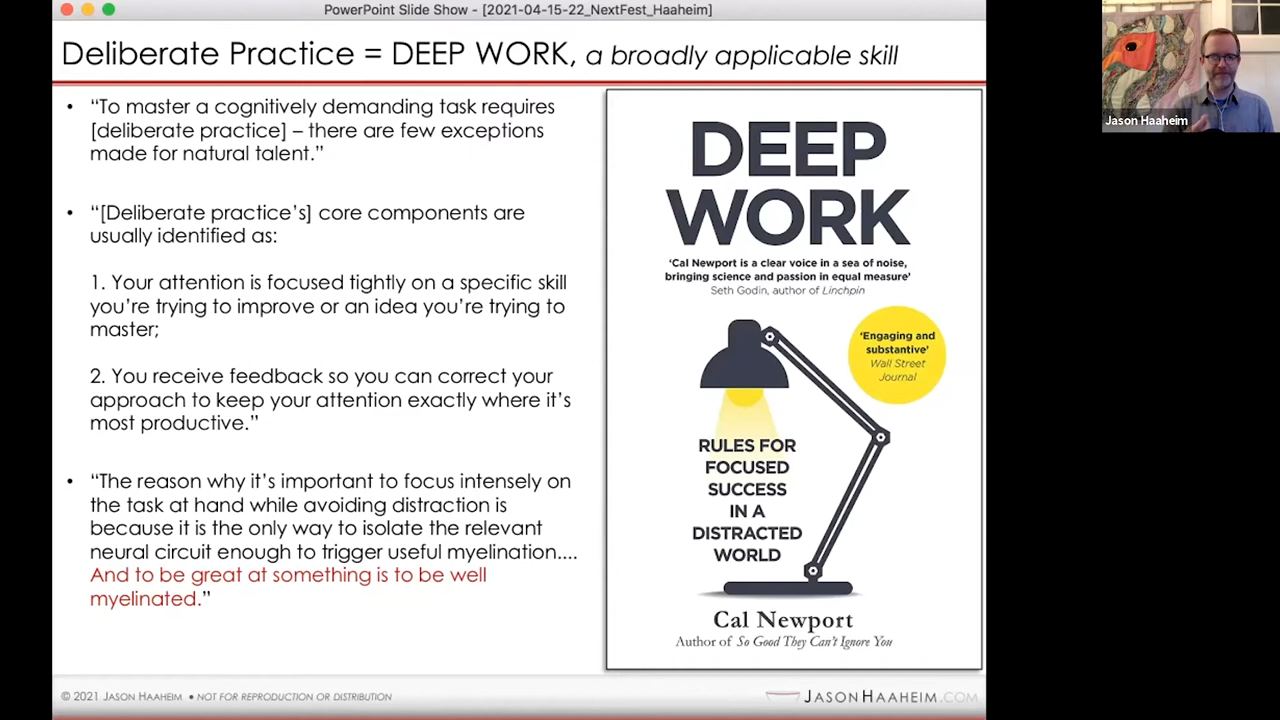 PowerPoint Slide Show - [2021-04-15-22_NextFest_Haaheim]
Deliberate Practice = DEEP WORK, a broadly applicable skill
• “To master a cognitively demanding task requires
[deliberate practice] – there are few exceptions
made for natural talent.”
• “[Deliberate practice’s] core components are
usually identified as:
1. Your attention is focused tightly on a specific skill
you’re trying to improve or an idea you’re trying to
master;
2. You receive feedback so you can correct your
approach to keep your attention exactly where it’s
most productive.”
• “The reason why it’s important to focus intensely on
the task at hand while avoiding distraction is
because it is the only way to isolate the relevant
neural circuit enough to trigger useful myelination....
And to be great at something is to be well
myelinated.”
DEEP
WORK
‘Cal Newport is a clear voice in a sea of noise,
bringing science and passion in equal measure’
Seth Godin, author of Linchpin
‘Engaging and
substantive’
Wall Street
Journal
RULES FOR
FOCUSED
SUCCESS
IN A
DISTRACTED
WORLD
Cal Newport
Author of So Good They Can’t Ignore You
© 2021 JASON HAAHEIM • NOT FOR REPRODUCTION OR DISTRIBUTION
JASONHAAHEIM.COM
Jason Haaheim